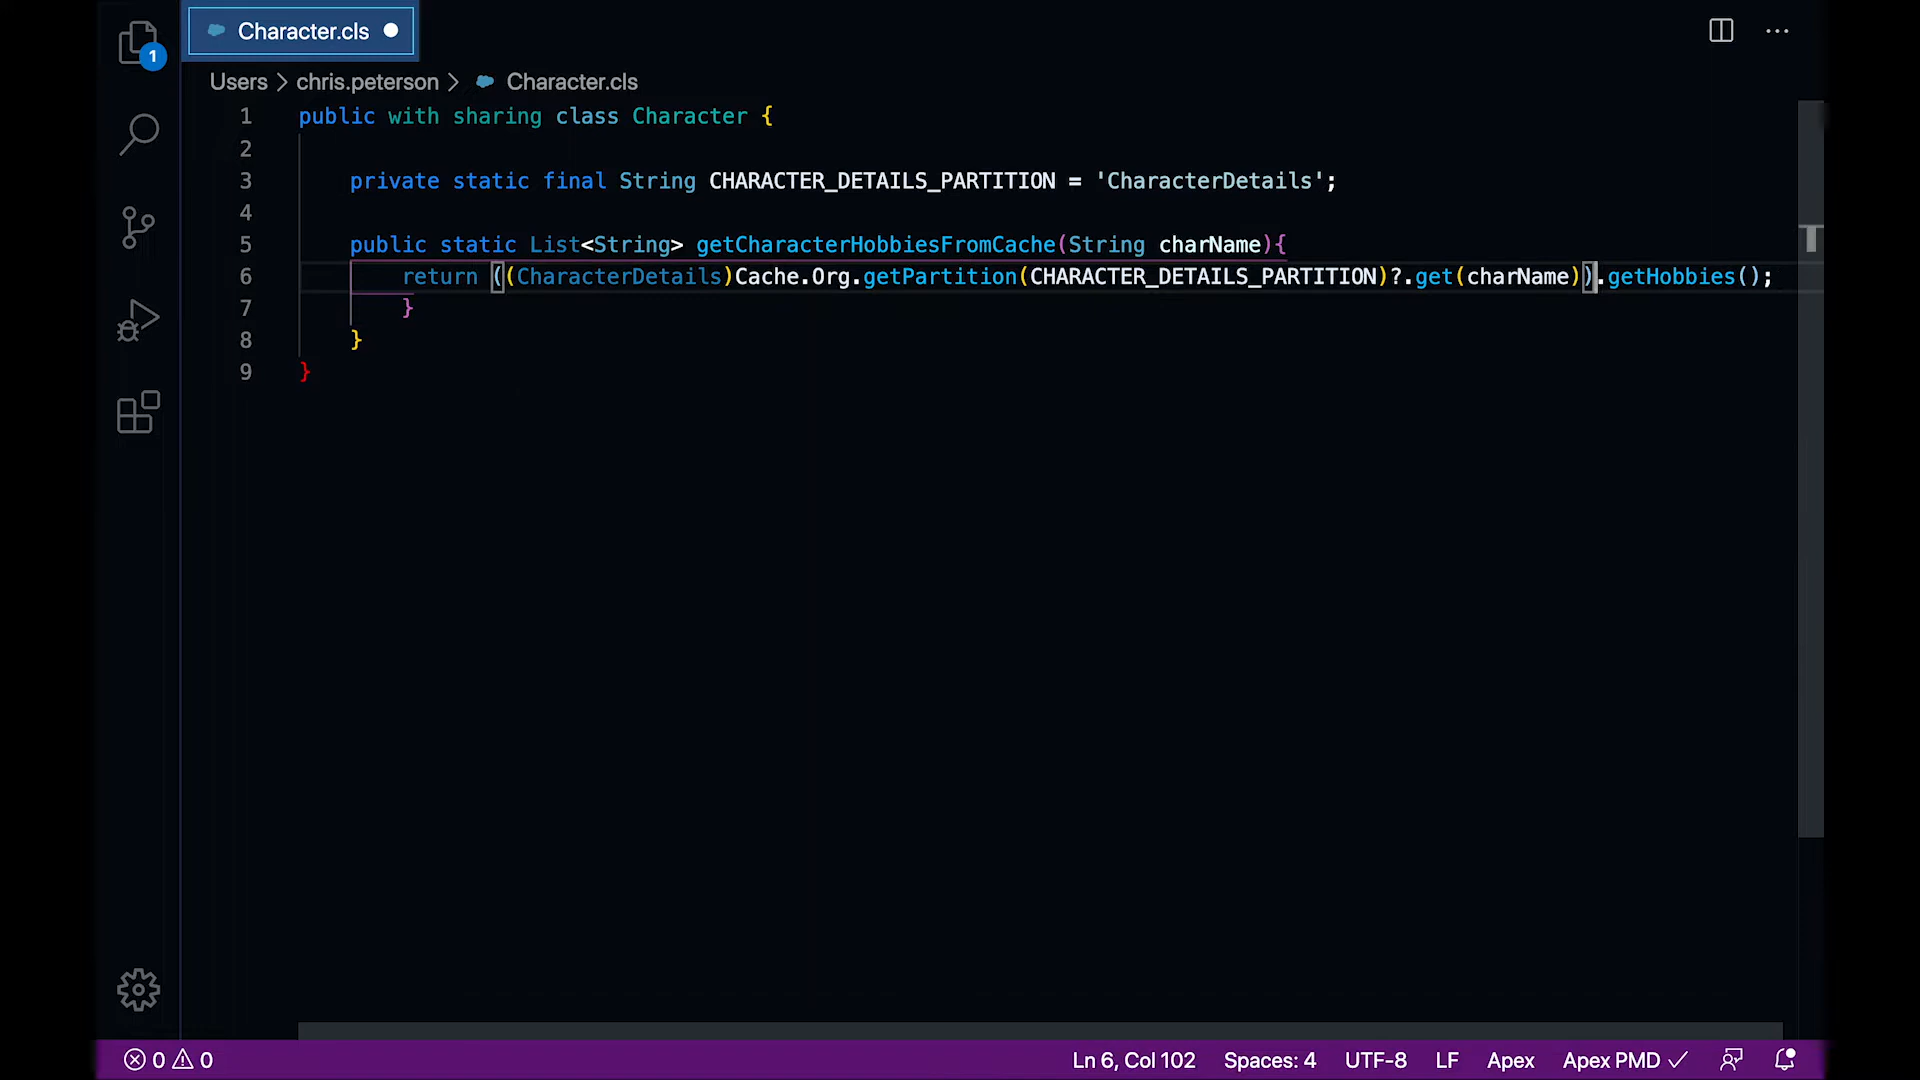 1
Character.cls
Users > chris.peterson > Character.cls
1 public with sharing class Character {
2
3 private static final String CHARACTER_DETAILS_PARTITION = 'CharacterDetails';
4
5 public static List<String> getCharacterHobbiesFromCache(String charName){
6 return ((CharacterDetails)Cache.Org.getPartition(CHARACTER_DETAILS_PARTITION)?.get(charName)).getHobbies();
7 }
8 }
9 }
T
0 0 Ln 6, Col 102 Spaces: 4 UTF-8 LF Apex Apex PMD ✓